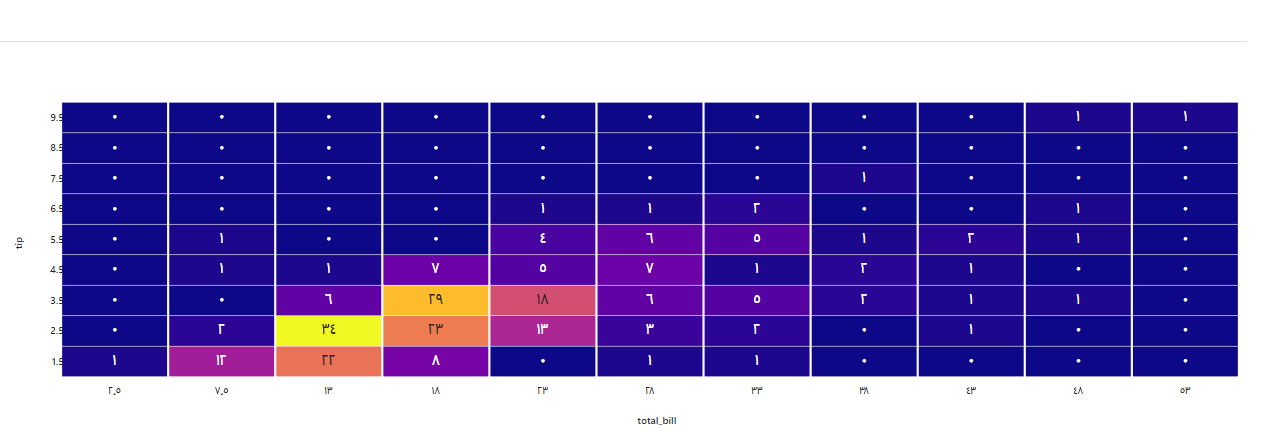 9.5 ٠ ٠ ٠ ٠ ٠ ٠ ٠ ٠ ٠ ١ ١
8.5 ٠ ٠ ٠ ٠ ٠ ٠ ٠ ٠ ٠ ٠ ٠
7.5 ٠ ٠ ٠ ٠ ٠ ٠ ٠ ١ ٠ ٠ ٠
6.5 ٠ ٠ ٠ ٠ ١ ١ ٢ ٠ ٠ ١ ٠
5.5 ٠ ١ ٠ ٠ ٤ ٦ ٥ ١ ٢ ١ ٠
tip
4.5 ٠ ١ ١ ٧ ٥ ٧ ١ ٢ ١ ٠ ٠
3.5 ٠ ٠ ٦ ٢٩ ١٨ ٦ ٥ ٢ ١ ١ ٠
2.5 ٠ ٢ ٣٤ ٢٣ ١٣ ٣ ٢ ٠ ١ ٠ ٠
1.5 ١ ١٢ ٢٢ ٨ ٠ ١ ١ ٠ ٠ ٠ ٠
٢٫٥ ٧٫٥ ١٣ ١٨ ٢٣ ٢٨ ٣٣ ٣٨ ٤٣ ٤٨ ٥٣
total_bill